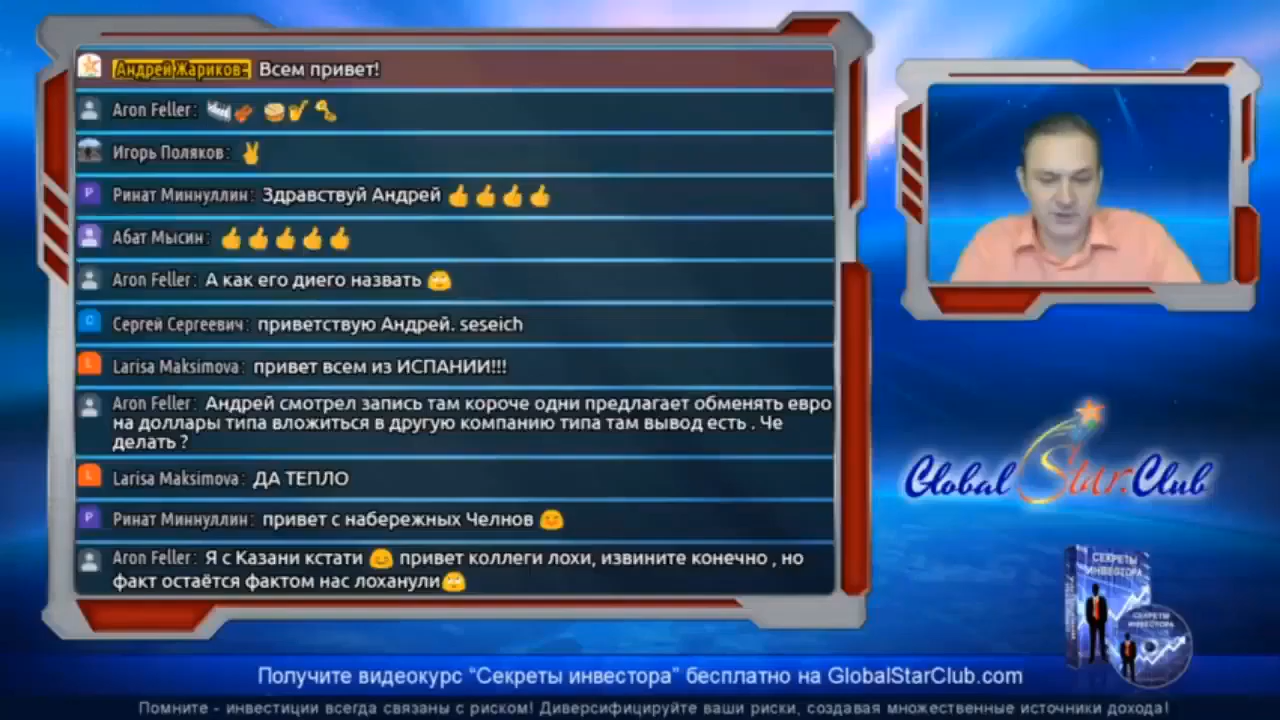 Андрей Жариков: Всем привет!
Aron Feller:
Игорь Поляков:
Ринат Миннуллин: Здравствуй Андрей
Абат Мысин:
Aron Feller: А как его диего назвать
Сергей Сергеевич: приветствую Андрей. seseich
Larisa Maksimova: привет всем из ИСПАНИИ!!!
Aron Feller: Андрей смотрел запись там короче одни предлагает обменять евро
на доллары типа вложиться в другую компанию типа там вывод есть . Че
делать ?
Larisa Maksimova: ДА ТЕПЛО
Ринат Миннуллин: привет с набережных Челнов
Aron Feller: Я с Казани кстати привет коллеги лохи, извините конечно , но
факт остаётся фактом нас лоханули
Global Star.Club
СЕКРЕТЫ
ИНВЕСТОРА
СЕКРЕТЫ
ИНВЕСТОРА
Получите видеокурс “Секреты инвестора” бесплатно на GlobalStarClub.com
Помните - инвестиции всегда связаны с риском! Диверсифицируйте ваши риски, создавая множественные источники дохода!